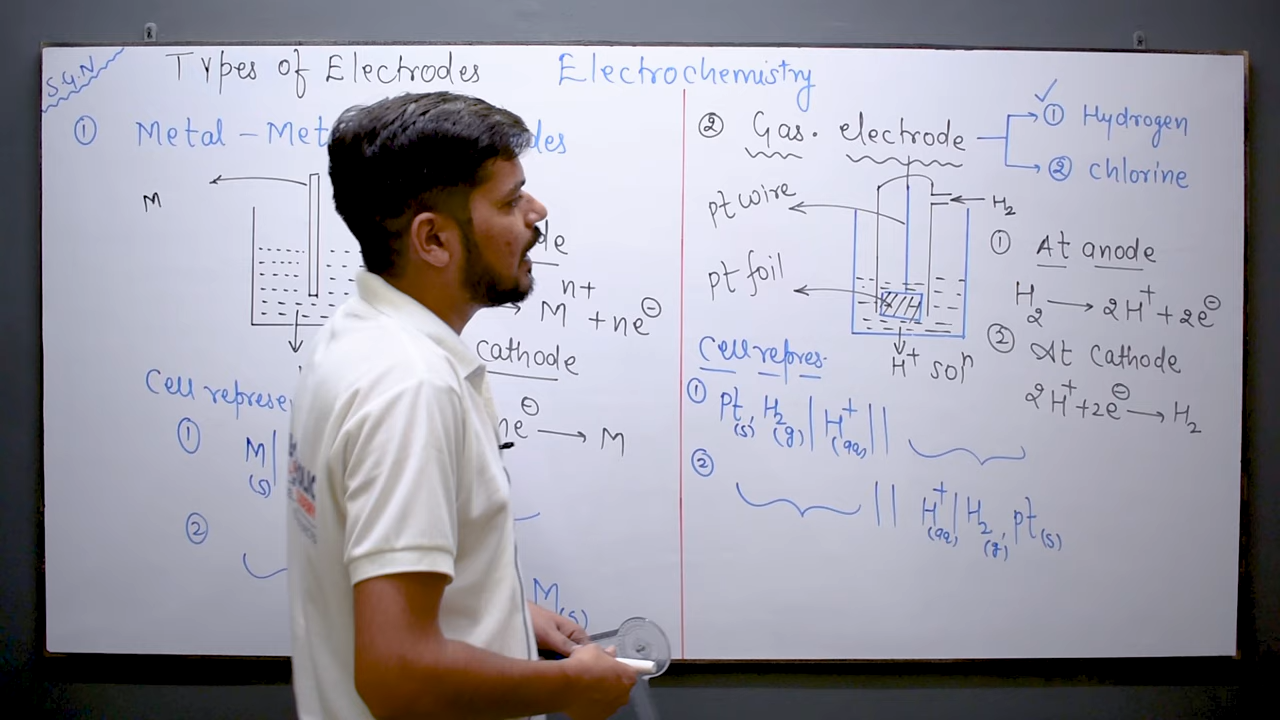 S.G.N
Types of Electrodes
Electrochemistry
① Metal - Met
des
M
de
M^n+ + ne^⊖
cathode
ne^⊖ → M
Cell represe
① M(s) |
②
M(s)
② Gas. electrode
① Hydrogen
② chlorine
pt wire
H2
pt foil
H^+ solⁿ
① At anode
H2 → 2H^+ + 2e^⊖
② At Cathode
2H^+ + 2e^⊖ → H2
Cell repres.
① pt(s), H2(g) | H^+(aq) ||
② || H^+(aq) | H2(g), pt(s)